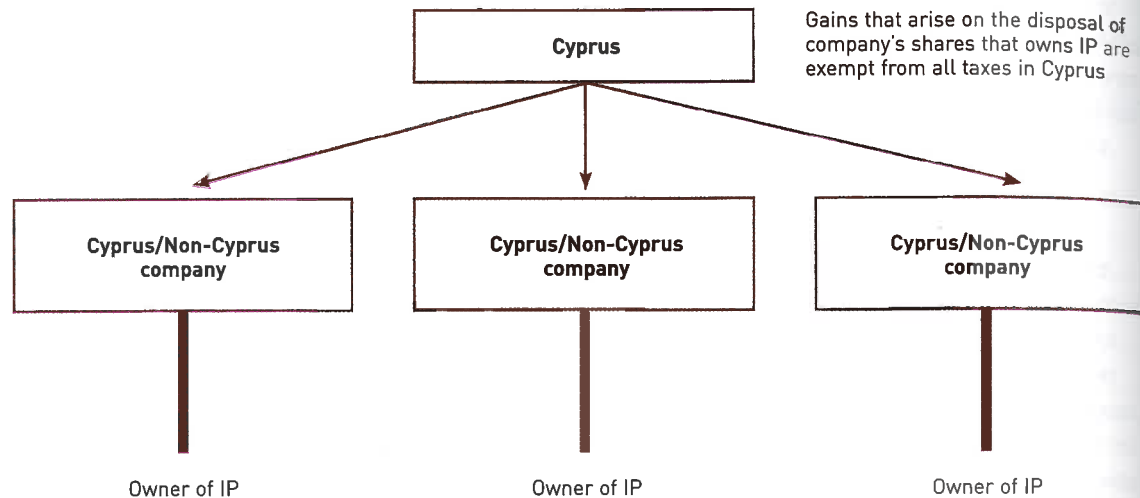 Cyprus
Gains that arise on the disposal of
company's shares that owns IP are
exempt from all taxes in Cyprus
Cyprus/Non-Cyprus
company
Cyprus/Non-Cyprus
company
Cyprus/Non-Cyprus
company
Owner of IP
Owner of IP
Owner of IP